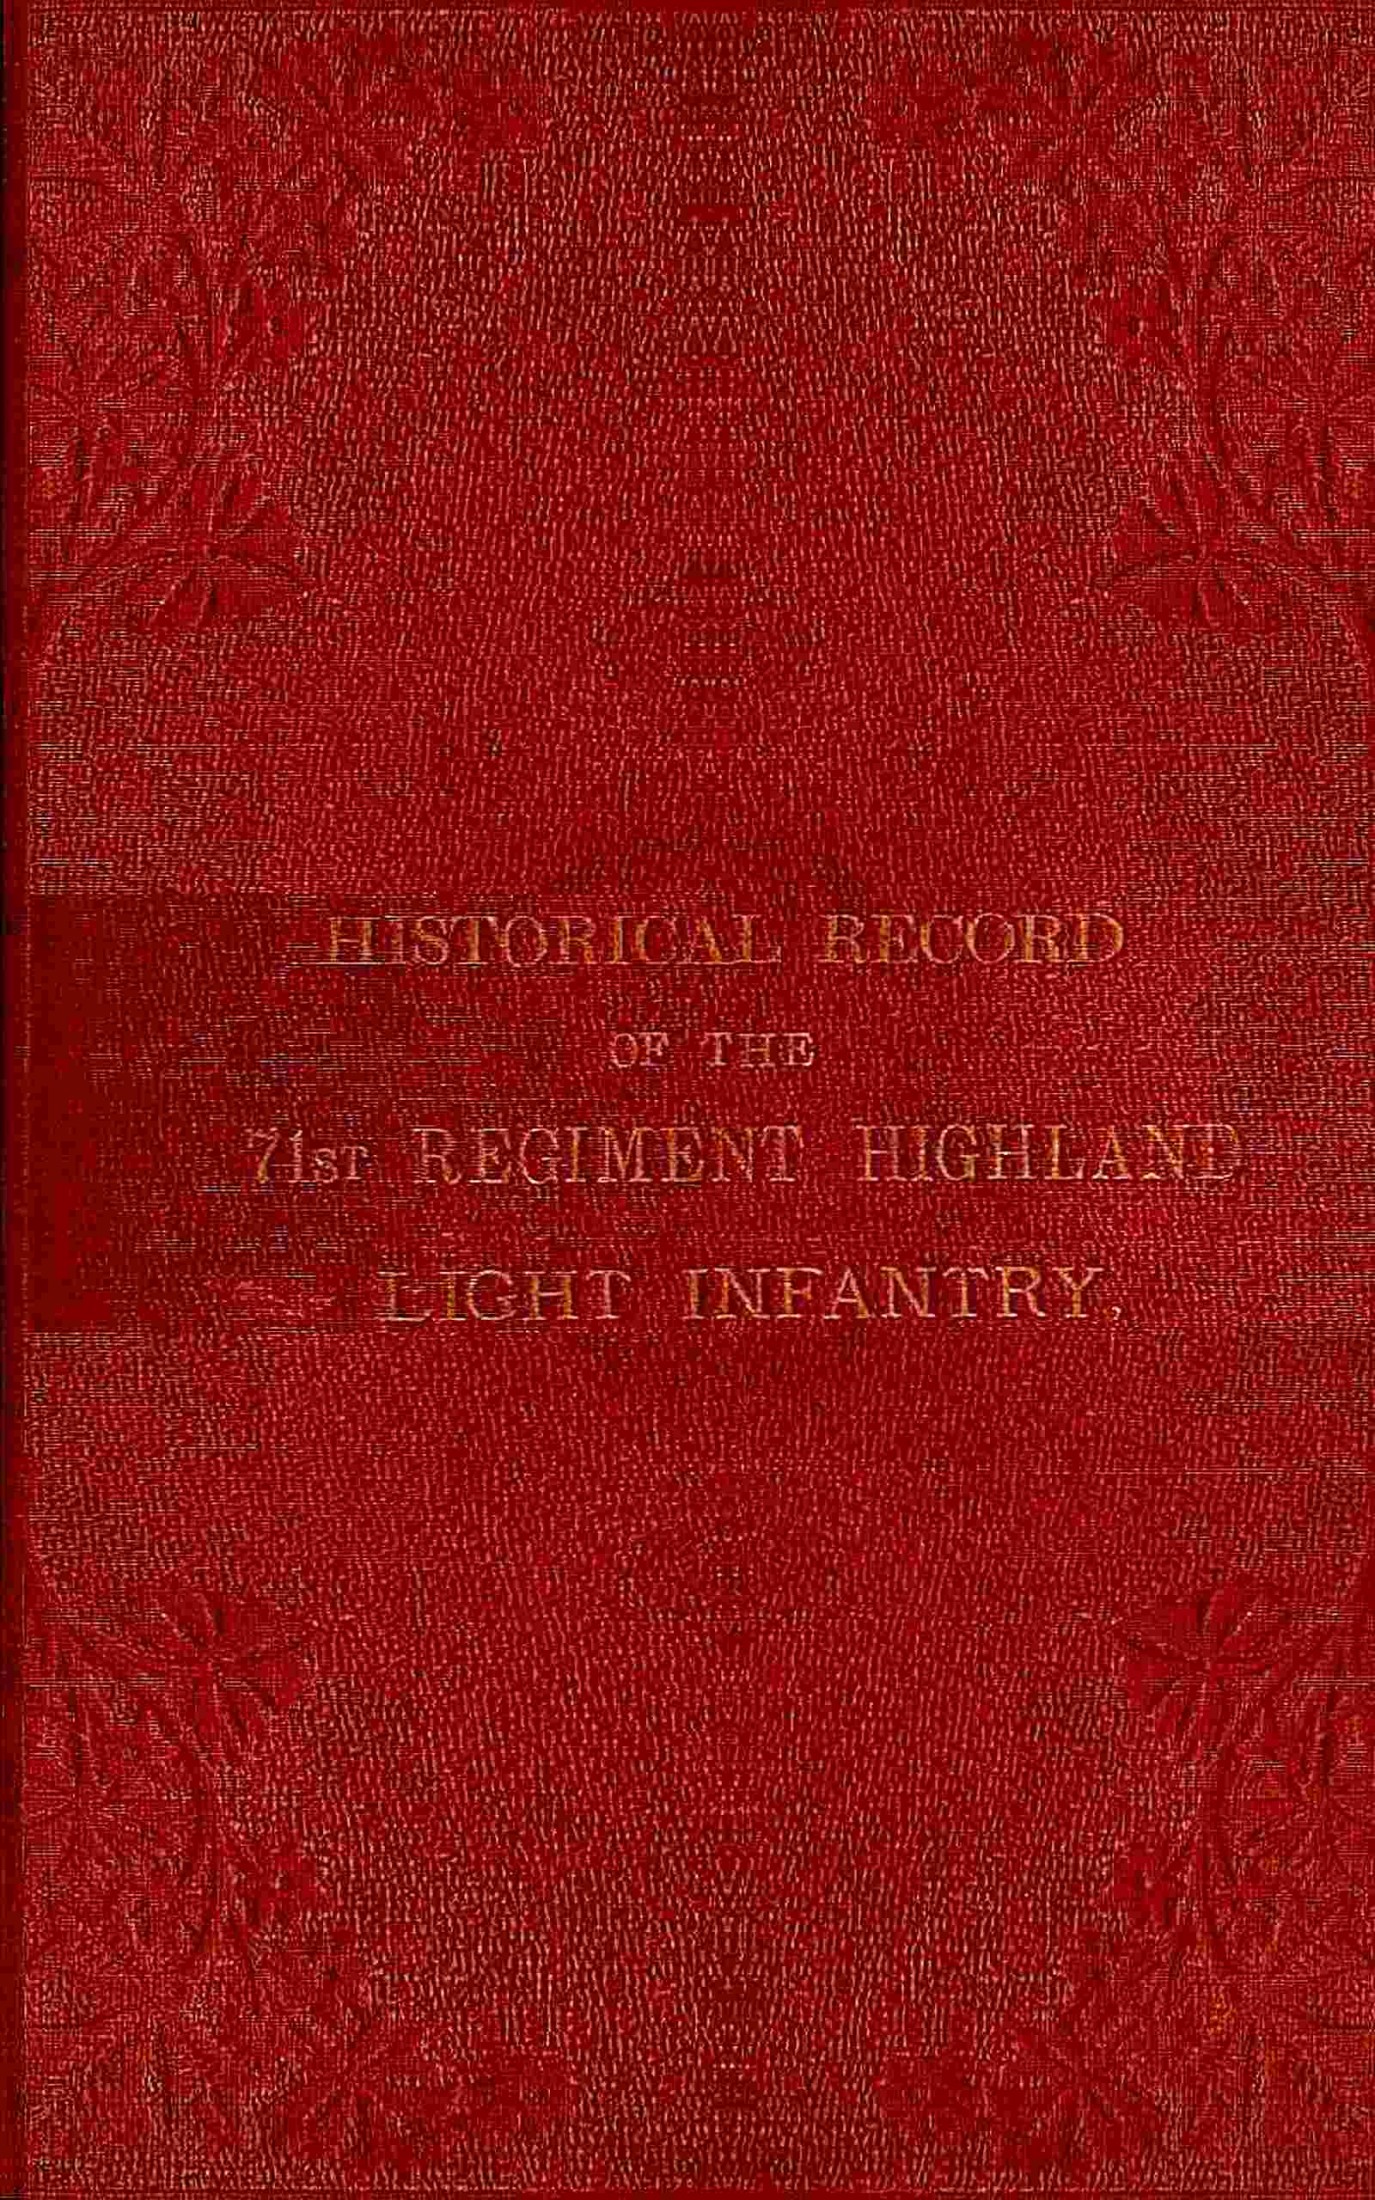 HISTORICAL RECORD
OF THE
71ST REGIMENT HIGHLAND
LIGHT INFANTRY,